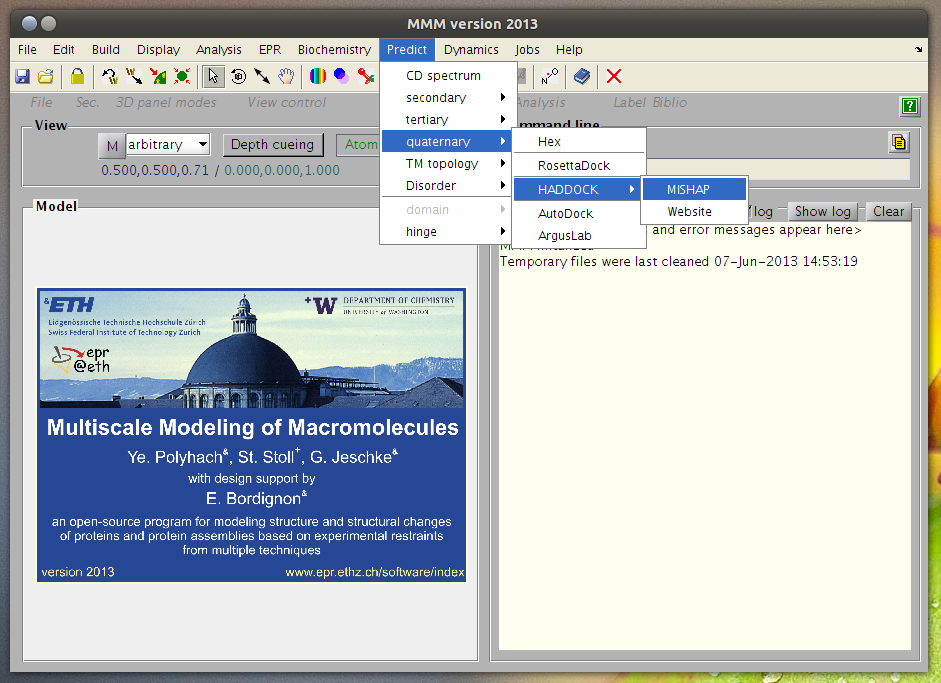 MMM version 2013
File Edit Build Display Analysis EPR Biochemistry Predict Dynamics Jobs Help
File Sec. 3D panel modes View control Analysis Label Biblio
View
M arbitrary Depth cueing Atom
0.500,0.500,0.71 / 0.000,0.000,1.000
CD spectrum
secondary
tertiary
quaternary
TM topology
Disorder
domain
hinge
Hex
RosettaDock
HADDOCK
AutoDock
ArgusLab
MISHAP
Website
mmand line
log Show log Clear
and error messages appear here>
Temporary files were last cleaned 07-Jun-2013 14:53:19
Model
&ETH
Eidgenössische Technische Hochschule Zürich
Swiss Federal Institute of Technology Zurich
epr
@eth
+W DEPARTMENT OF CHEMISTRY
UNIVERSITY of WASHINGTON
Multiscale Modeling of Macromolecules
Ye. Polyhach&, St. Stoll+, G. Jeschke&
with design support by
E. Bordignon&
an open-source program for modeling structure and structural changes
of proteins and protein assemblies based on experimental restraints
from multiple techniques
version 2013 www.epr.ethz.ch/software/index